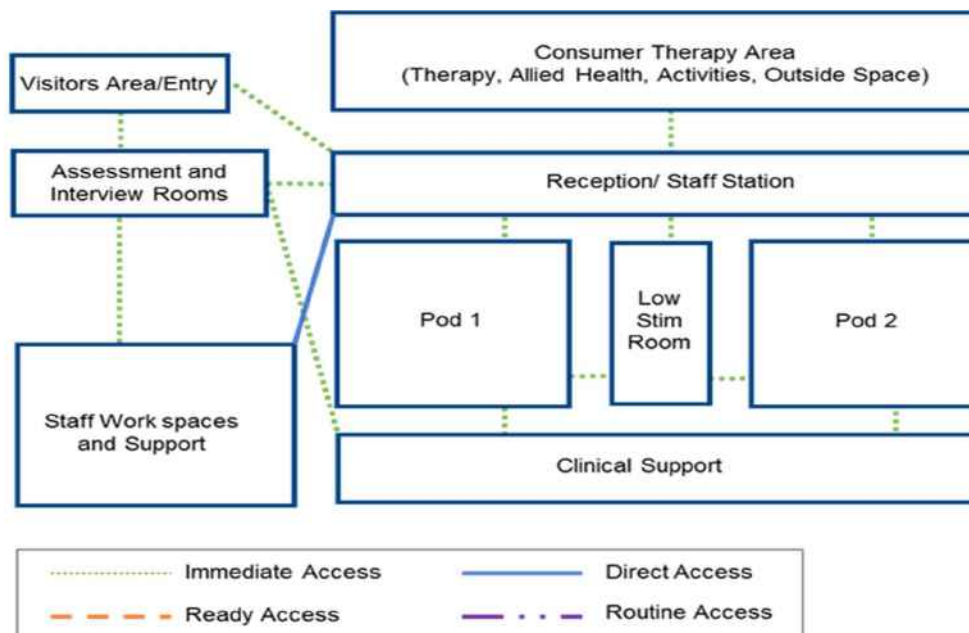 Consumer Therapy Area
(Therapy, Allied Health, Activities, Outside Space)
Visitors Area/Entry
Assessment and
Interview Rooms
Reception/ Staff Station
Pod 1
Low
Stim
Room
Pod 2
Staff Work spaces
and Support
Clinical Support
Immediate Access
Direct Access
Ready Access
Routine Access